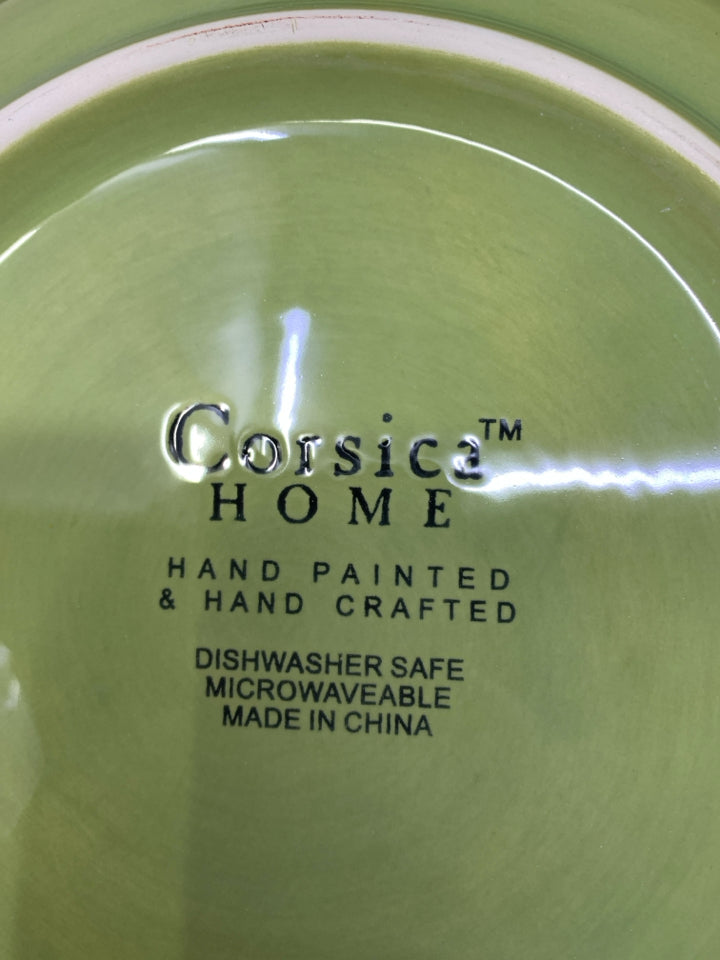 Corsica™
HOME
HAND PAINTED
& HAND CRAFTED
DISHWASHER SAFE
MICROWAVEABLE
MADE IN CHINA